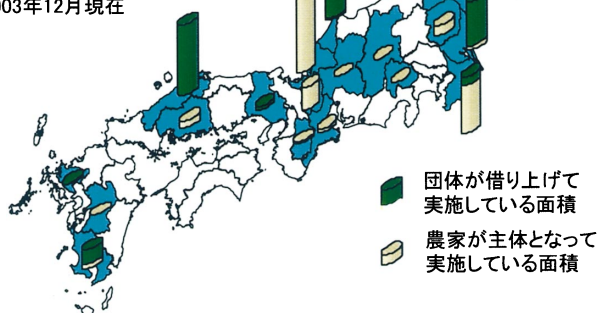 003年12月現在
団体が借り上げて
実施している面積
農家が主体となって
実施している面積